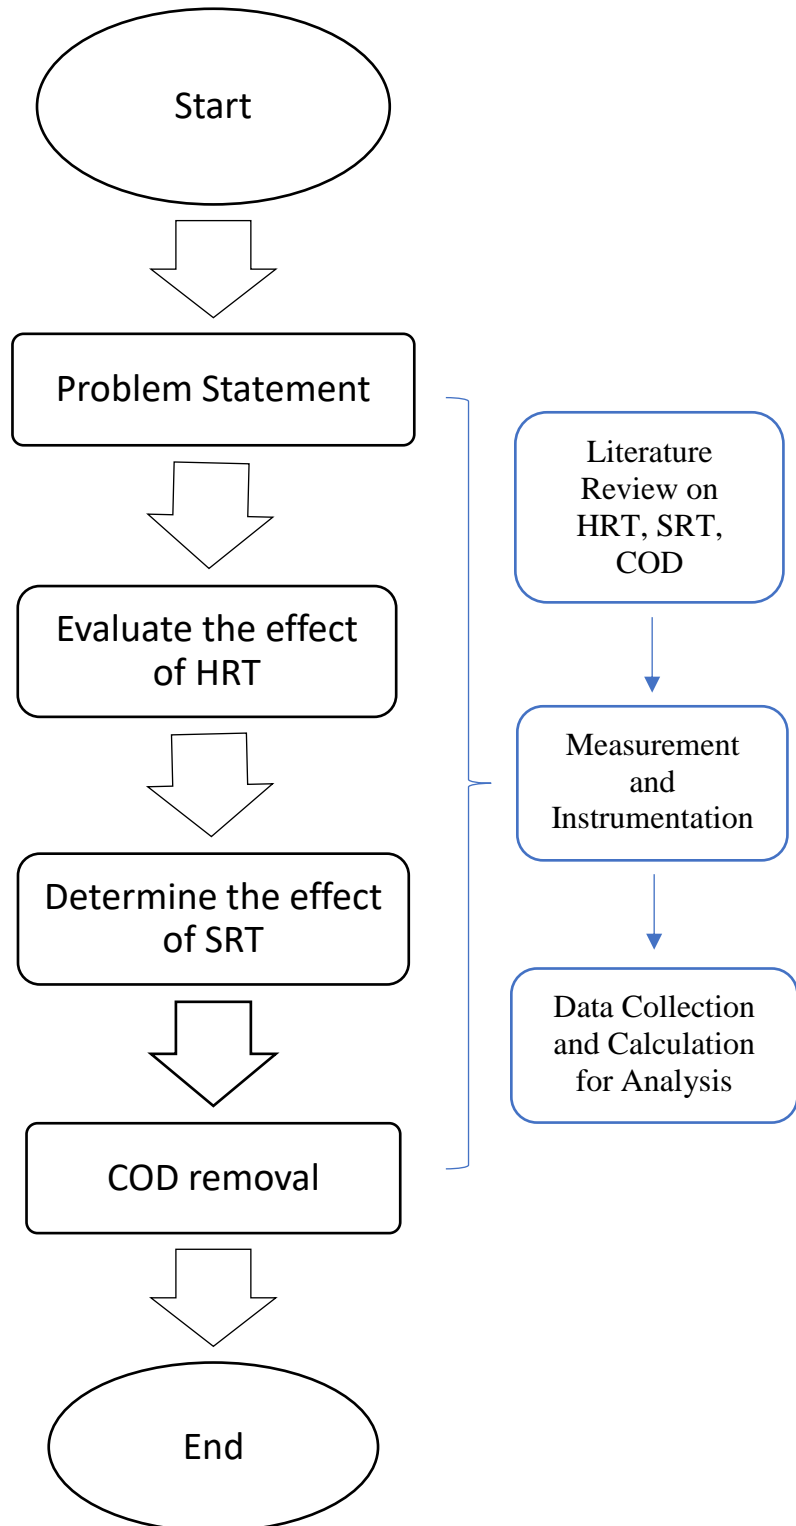 Start
Problem Statement
Evaluate the effect
of HRT
Determine the effect
of SRT
COD removal
End
Literature
Review on
HRT, SRT,
COD
Measurement
and
Instrumentation
Data Collection
and Calculation
for Analysis